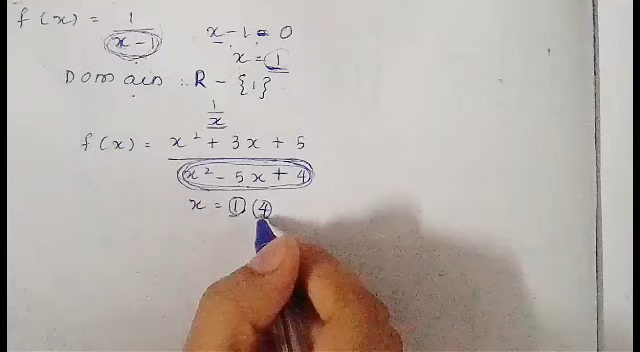 f(x) = 1 / x - 1
x - 1 = 0
x = 1
Domain : R - {1}
1 / x
f(x) = x² + 3x + 5 / x² - 5x + 4
x = 1, 4